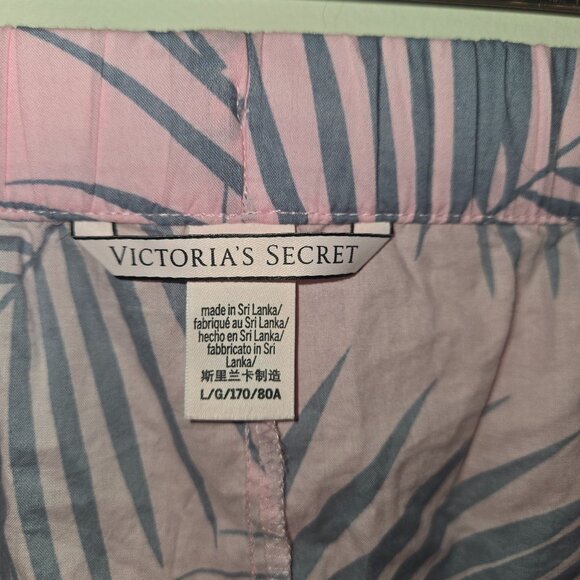 VICTORIA'S SECRET
made in Sri Lanka/
fabriqué au Sri Lanka/
hecho en Sri Lanka/
fabbricato in Sri
Lanka/
斯里兰卡制造
L/G/170/80A